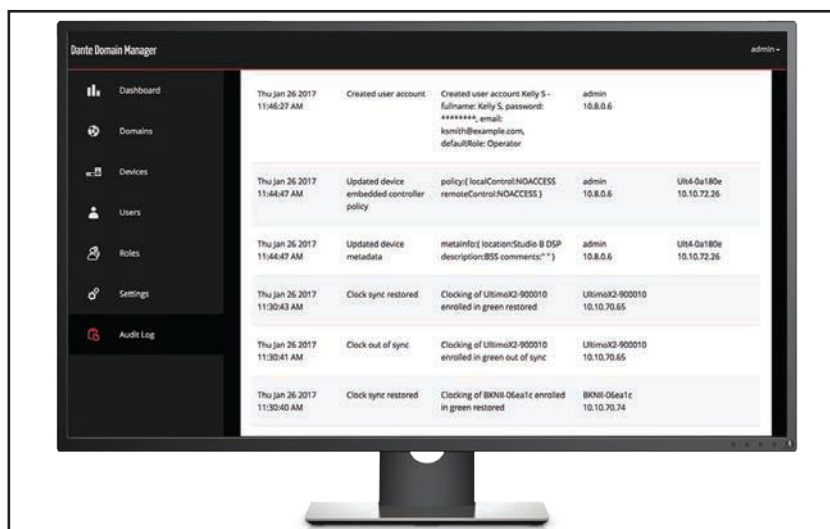 Dante Domain Manager
admin
Dashboard
Domains
Devices
Users
Roles
Settings
Audit Log
Thu Jan 26 2017
11:46:27 AM
Created user account
Created user account Kelly S -
fullname: Kelly S, password:
********, email:
ksmith@example.com,
defaultRole: Operator
admin
10.8.0.6
Thu Jan 26 2017
11:44:47 AM
Updated device
embedded controller
policy
policy:{ localControl:NOACCESS
remoteControl:NOACCESS }
admin
10.8.0.6
Ult4-0a180e
10.10.72.26
Thu Jan 26 2017
11:44:47 AM
Updated device
metadata
metainfo:{ location:Studio B DSP
description:BSS comments:" " }
admin
10.8.0.6
Ult4-0a180e
10.10.72.26
Thu Jan 26 2017
11:30:43 AM
Clock sync restored
Clocking of UltimoX2-900010
enrolled in green restored
UltimoX2-900010
10.10.70.65
Thu Jan 26 2017
11:30:41 AM
Clock out of sync
Clocking of UltimoX2-900010
enrolled in green out of sync
UltimoX2-900010
10.10.70.65
Thu Jan 26 2017
11:30:40 AM
Clock sync restored
Clocking of BKNII-06ea1c enrolled
in green restored
BKNII-06ea1c
10.10.70.74